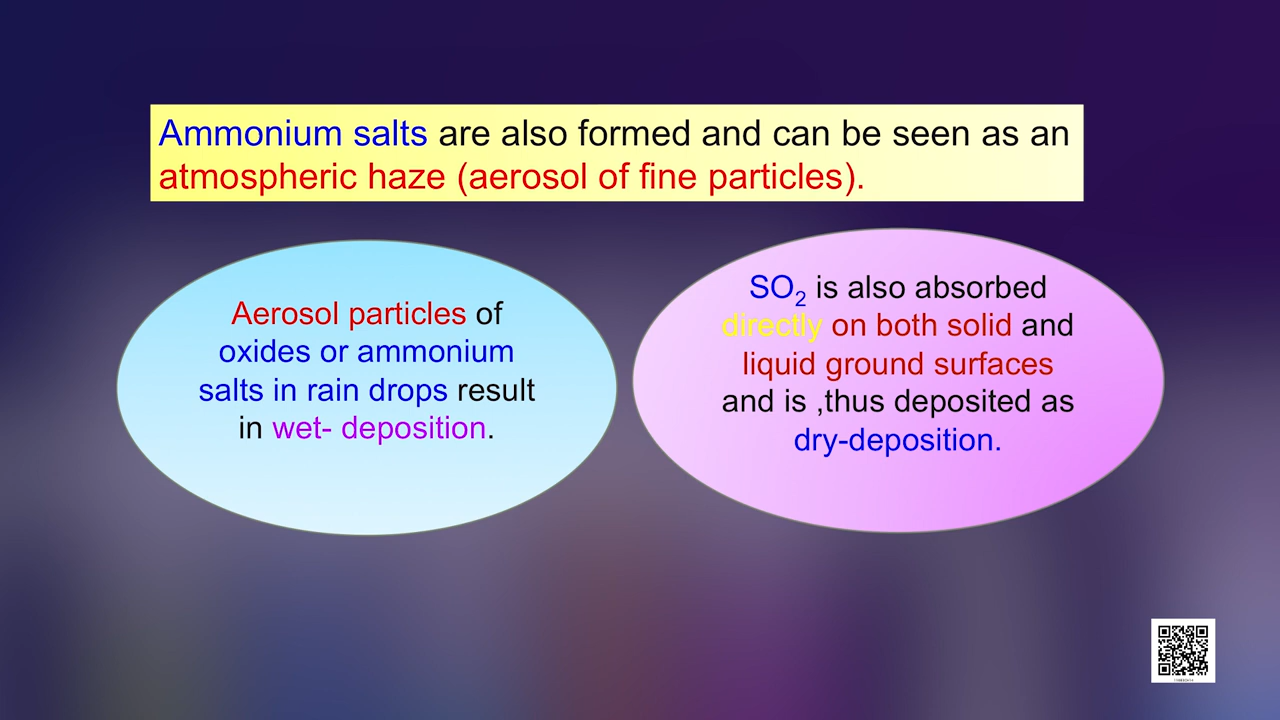 Ammonium salts are also formed and can be seen as an
atmospheric haze (aerosol of fine particles).
Aerosol particles of
oxides or ammonium
salts in rain drops result
in wet- deposition.
SO₂ is also absorbed
directly on both solid and
liquid ground surfaces
and is ,thus deposited as
dry-deposition.